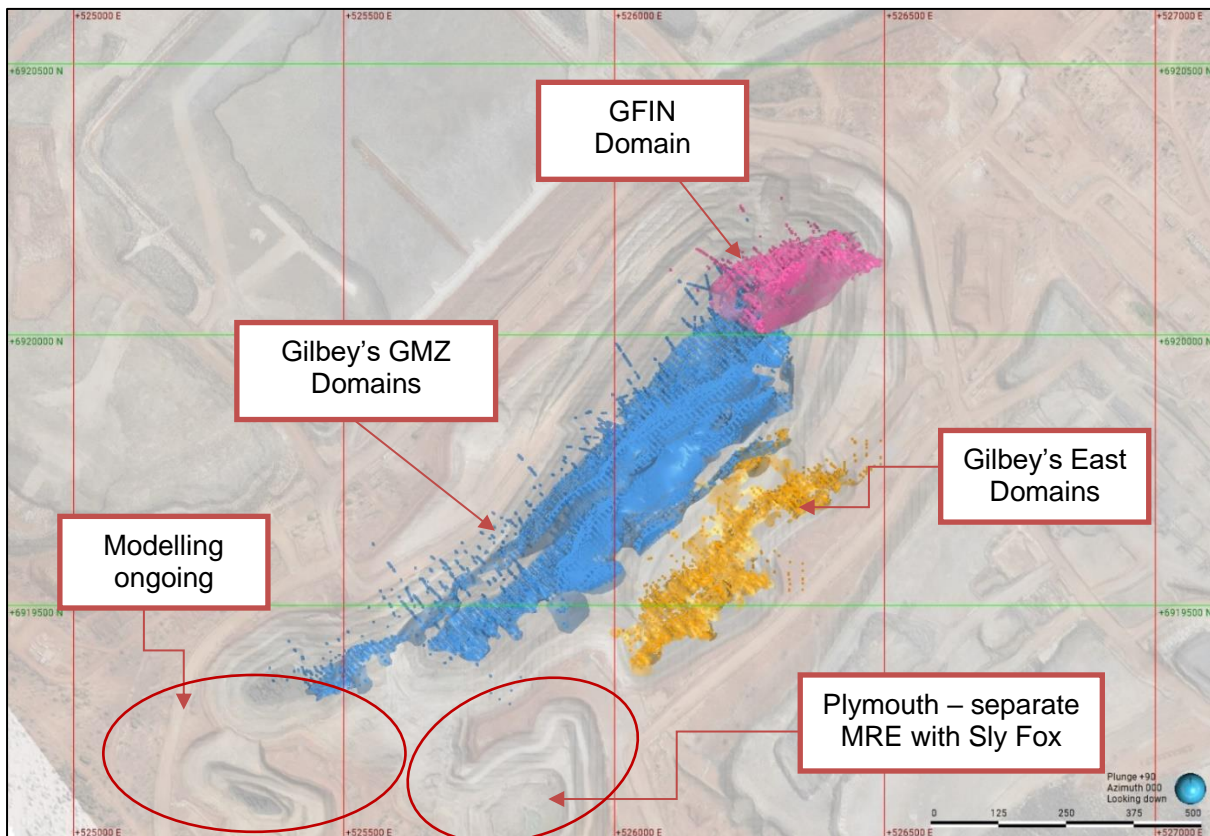 +525000 E
+525500 E
+526000 E
+526500 E
+527000 E
+6920500 N
+6920500 N
GFIN
Domain
+6920000 N
+6920000 N
Gilbey's GMZ
Domains
Gilbey's East
Domains
Modelling
ongoing
+6919500 N
+6919500 N
Plymouth – separate
MRE with Sly Fox
Plunge +90
Azimuth 000
Looking down
0 125 250 375 500
+525000 E
+525500 E
+526000 E
+526500 E
+527000 E